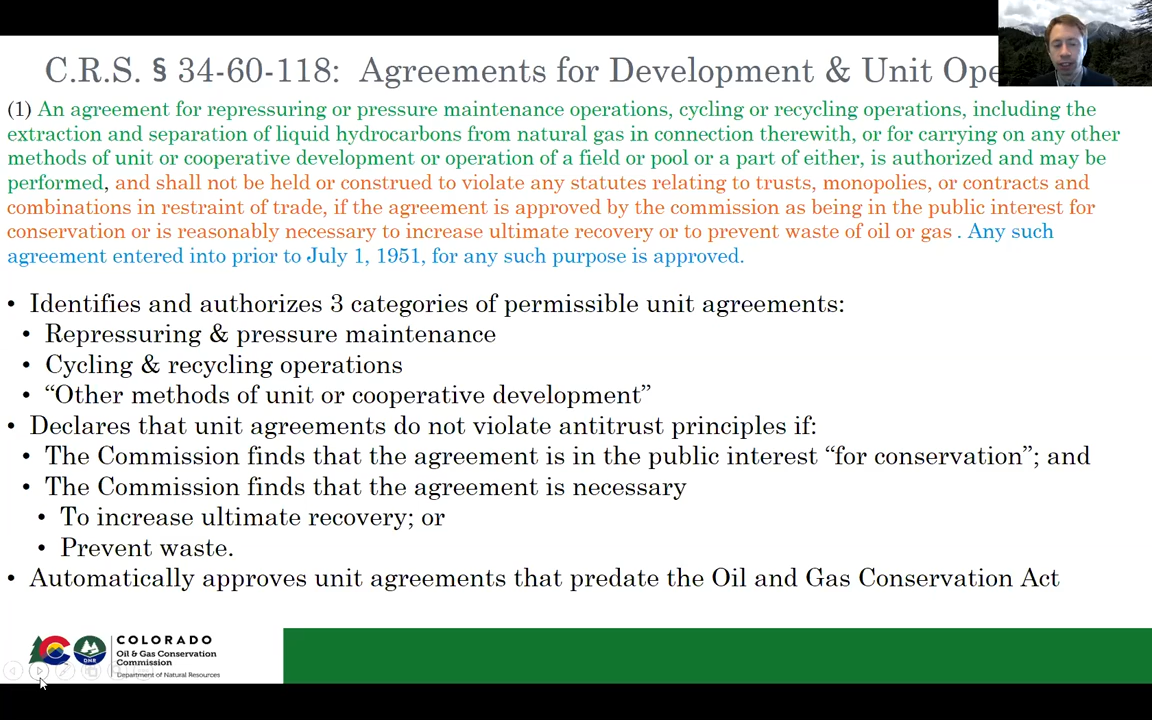 C.R.S. § 34-60-118: Agreements for Development & Unit Ope
(1) An agreement for repressuring or pressure maintenance operations, cycling or recycling operations, including the
extraction and separation of liquid hydrocarbons from natural gas in connection therewith, or for carrying on any other
methods of unit or cooperative development or operation of a field or pool or a part of either, is authorized and may be
performed, and shall not be held or construed to violate any statutes relating to trusts, monopolies, or contracts and
combinations in restraint of trade, if the agreement is approved by the commission as being in the public interest for
conservation or is reasonably necessary to increase ultimate recovery or to prevent waste of oil or gas . Any such
agreement entered into prior to July 1, 1951, for any such purpose is approved.
• Identifies and authorizes 3 categories of permissible unit agreements:
• Repressuring & pressure maintenance
• Cycling & recycling operations
• “Other methods of unit or cooperative development”
• Declares that unit agreements do not violate antitrust principles if:
• The Commission finds that the agreement is in the public interest “for conservation”; and
• The Commission finds that the agreement is necessary
• To increase ultimate recovery; or
• Prevent waste.
• Automatically approves unit agreements that predate the Oil and Gas Conservation Act
COLORADO
Oil & Gas Conservation
Commission
Department of Natural Resources
DNR